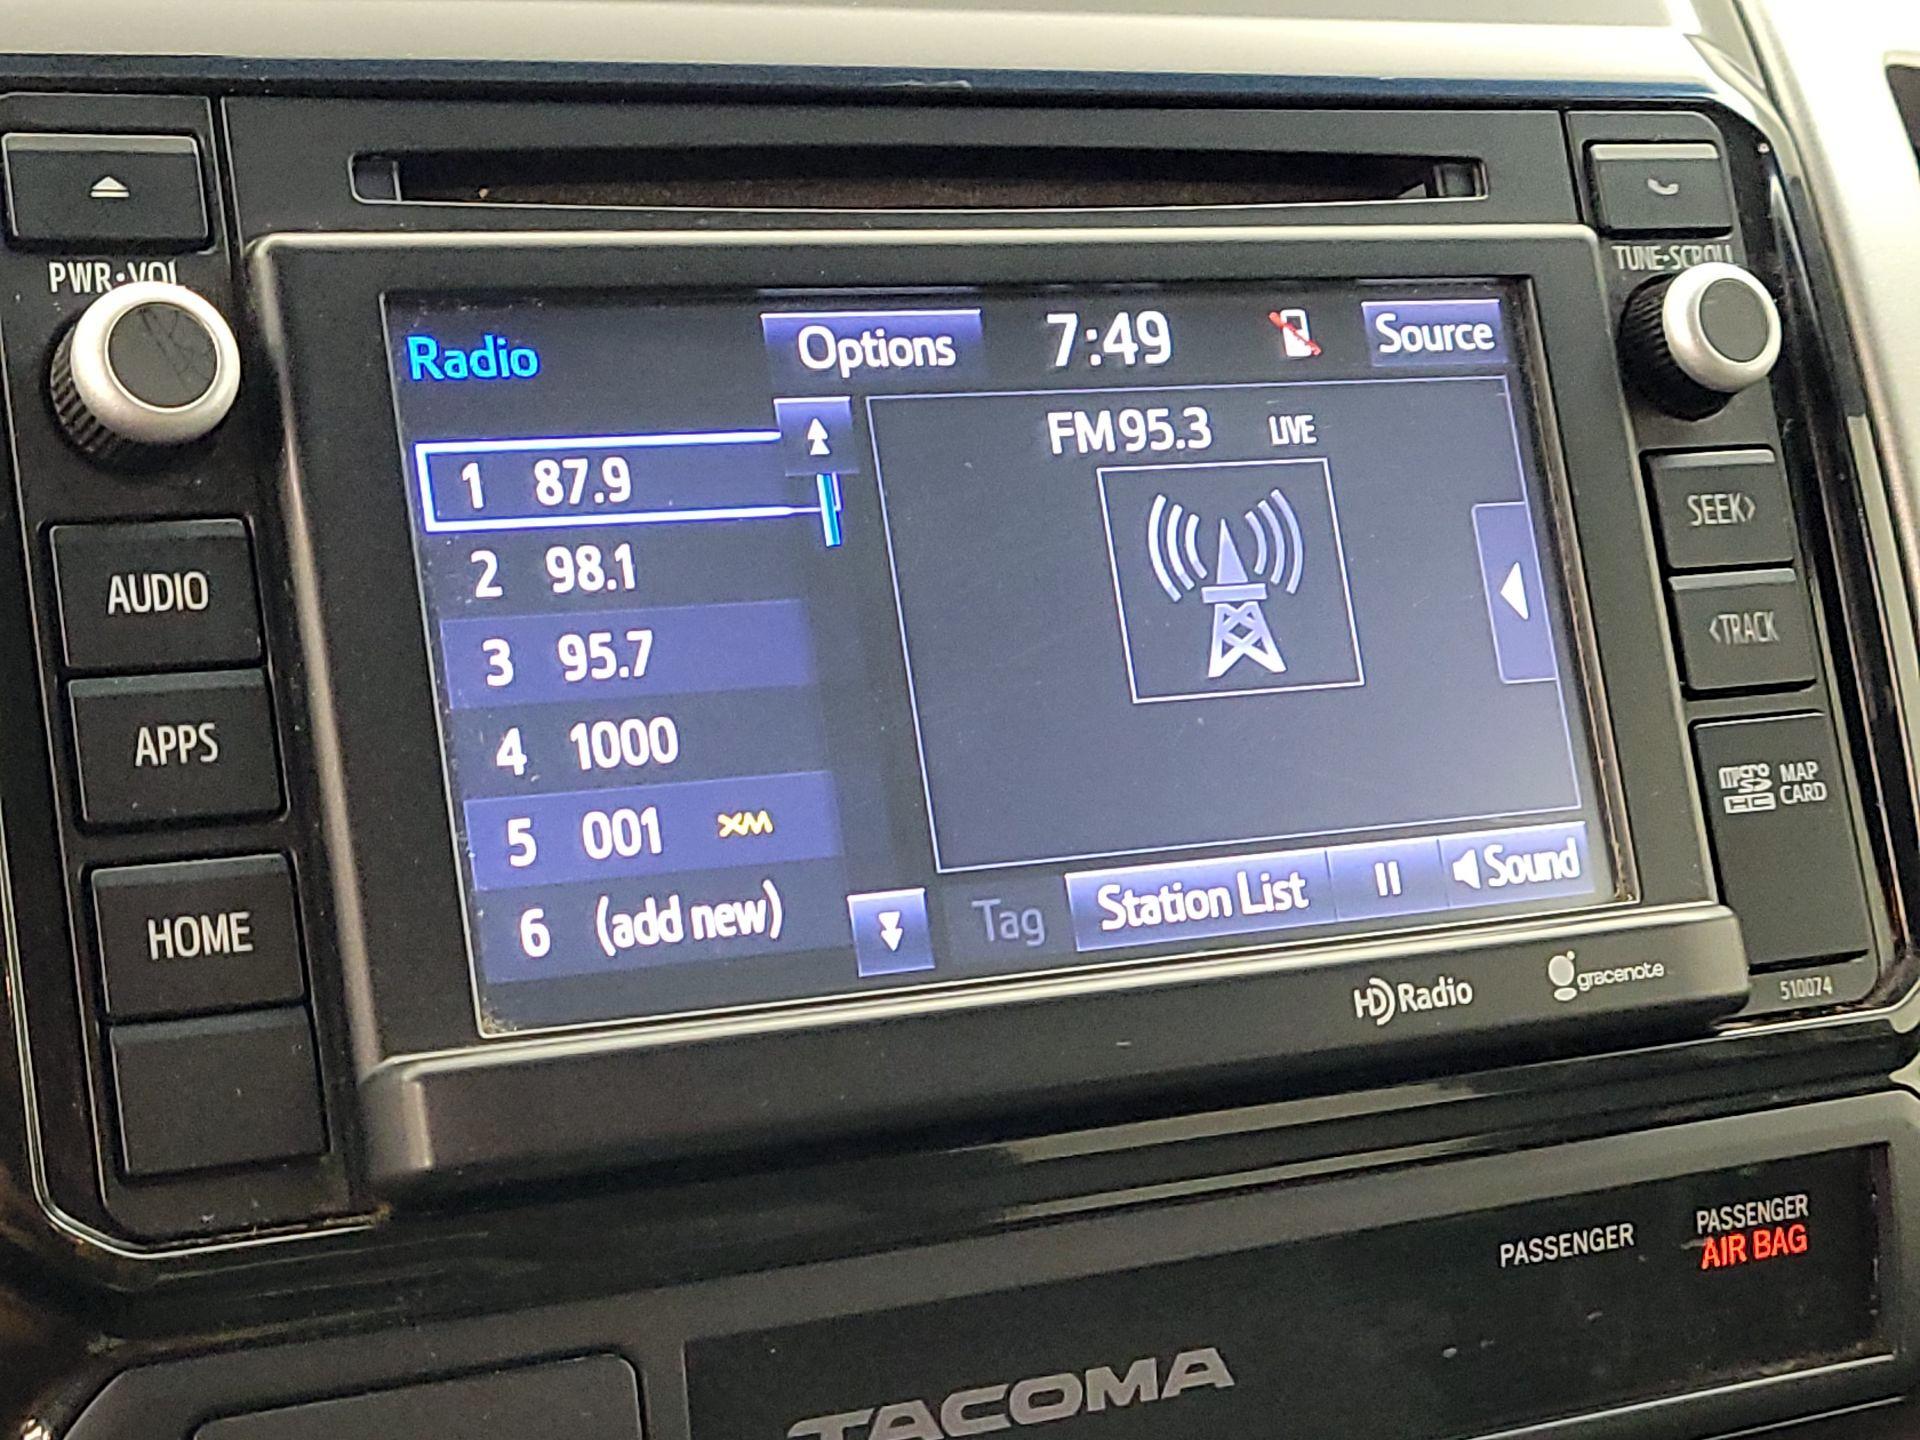 PWR•VOL
TUNE•SCROLL
Radio
Options
7:49
Source
FM95.3 LIVE
1 87.9
2 98.1
3 95.7
4 1000
5 001 XM
6 (add new)
Tag
Station List
Sound
AUDIO
APPS
HOME
SEEK>
<TRACK
micro SD HC
MAP CARD
510074
HD Radio
gracenote
PASSENGER
PASSENGER
AIR BAG
TACOMA